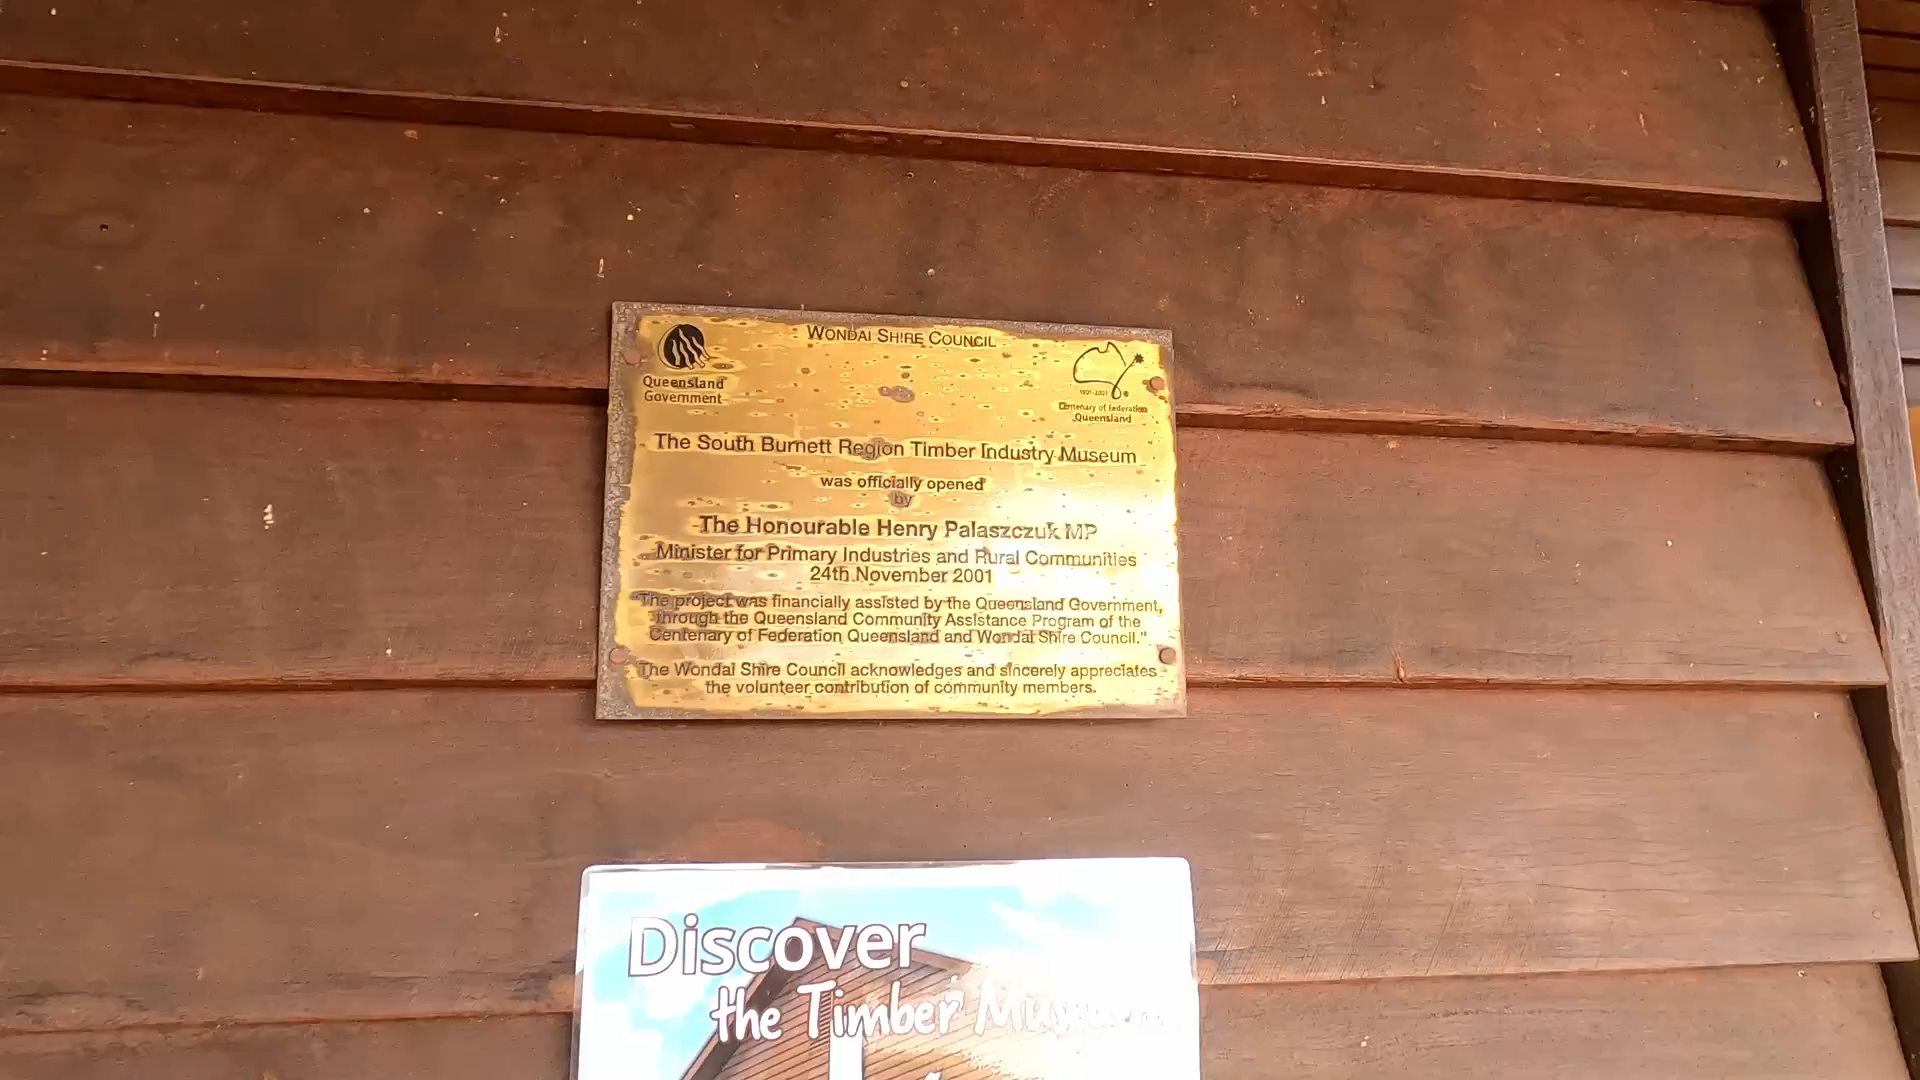 WONDAI SHIRE COUNCIL
Queensland
Government
1901-2001
Centenary of Federation
Queensland
The South Burnett Region Timber Industry Museum
was officially opened
by
The Honourable Henry Palaszczuk MP
Minister for Primary Industries and Rural Communities
24th November 2001
"The project was financially assisted by the Queensland Government,
through the Queensland Community Assistance Program of the
Centenary of Federation Queensland and Wondai Shire Council."
The Wondai Shire Council acknowledges and sincerely appreciates
the volunteer contribution of community members.
Discover
the Timber Museum